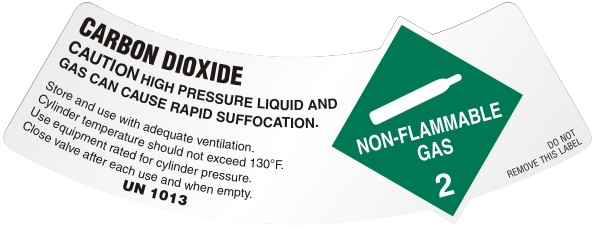 CARBON DIOXIDE
CAUTION HIGH PRESSURE LIQUID AND
GAS CAN CAUSE RAPID SUFFOCATION.
Store and use with adequate ventilation.
Cylinder temperature should not exceed 130°F.
Use equipment rated for cylinder pressure.
Close valve after each use and when empty.
UN 1013
NON-FLAMMABLE
GAS
2
DO NOT
REMOVE THIS LABEL